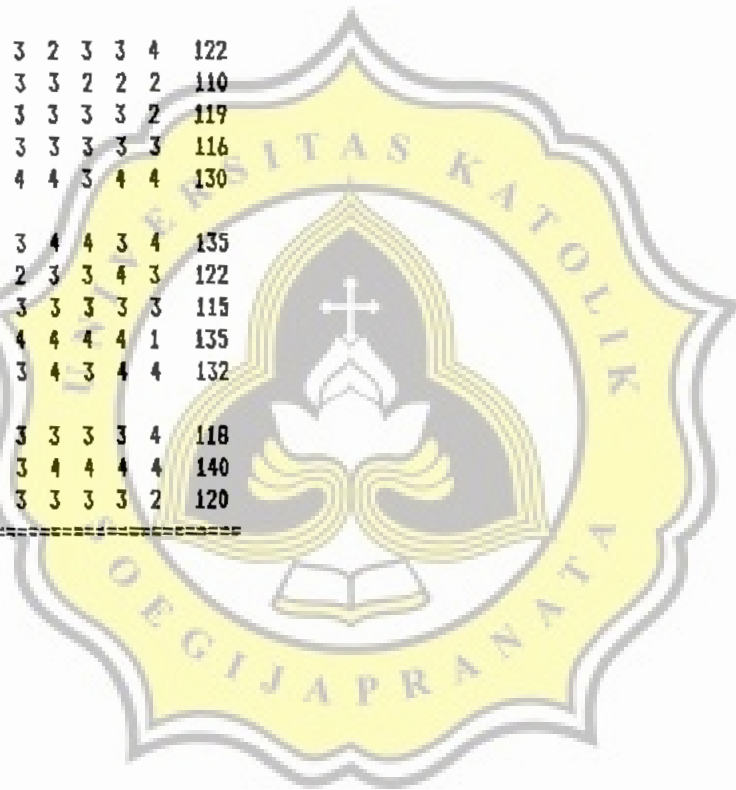 3 2 3 3 4 122
3 3 2 2 2 110
3 3 3 3 2 119
3 3 3 3 3 116
4 4 3 4 4 130
3 4 4 3 4 135
2 3 3 4 3 122
3 3 3 3 3 115
4 4 4 4 1 135
3 4 3 4 4 132
3 3 3 3 4 118
3 4 4 4 4 140
3 3 3 3 2 120
UNIVERSITAS KATOLIK
SOEGIJAPRANATA